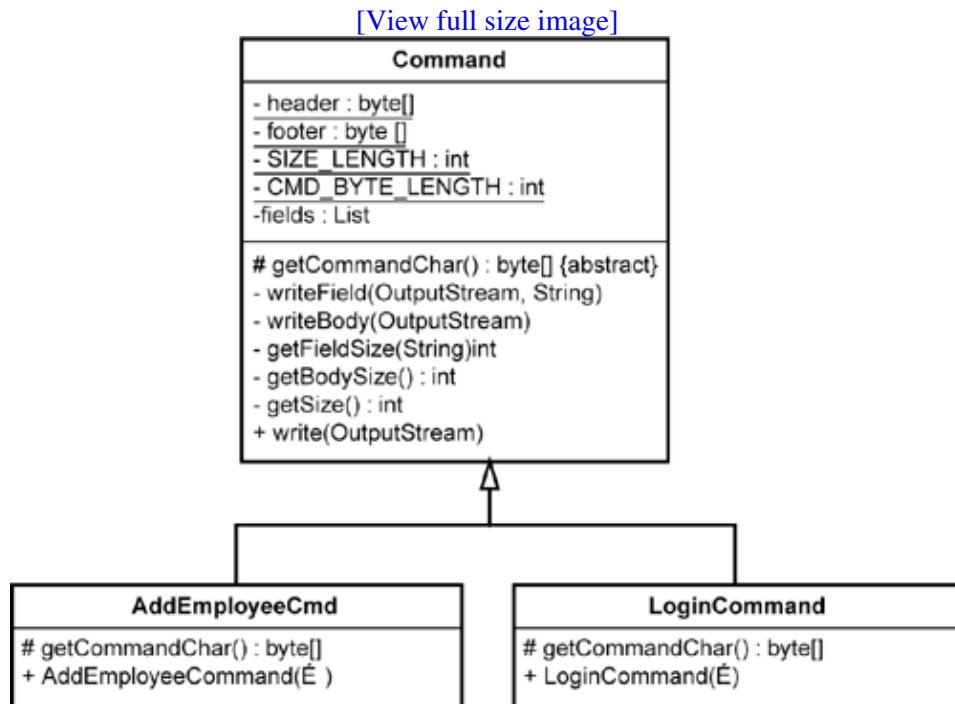 [View full size image]
Command
- header : byte[]
- footer : byte []
- SIZE_LENGTH : int
- CMD_BYTE_LENGTH : int
-fields : List
# getCommandChar() : byte[] {abstract}
- writeField(OutputStream, String)
- writeBody(OutputStream)
- getFieldSize(String)int
- getBodySize() : int
- getSize() : int
+ write(OutputStream)
AddEmployeeCmd
# getCommandChar() : byte[]
+ AddEmployeeCommand(É )
LoginCommand
# getCommandChar() : byte[]
+ LoginCommand(É)